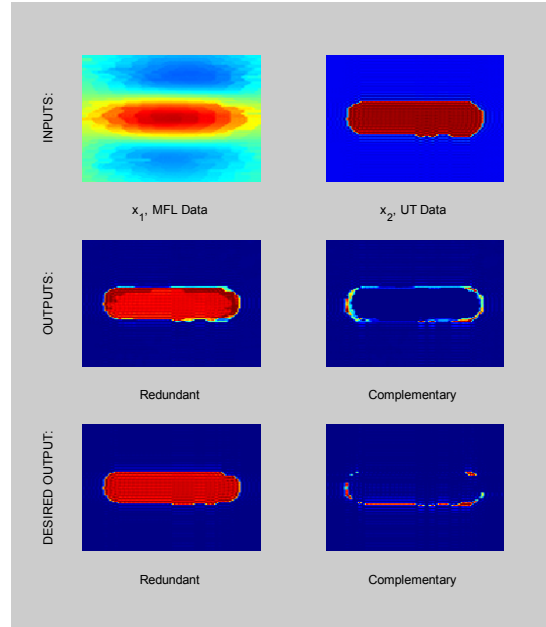 INPUTS:
x1, MFL Data
x2, UT Data
OUTPUTS:
Redundant
Complementary
DESIRED OUTPUT:
Redundant
Complementary